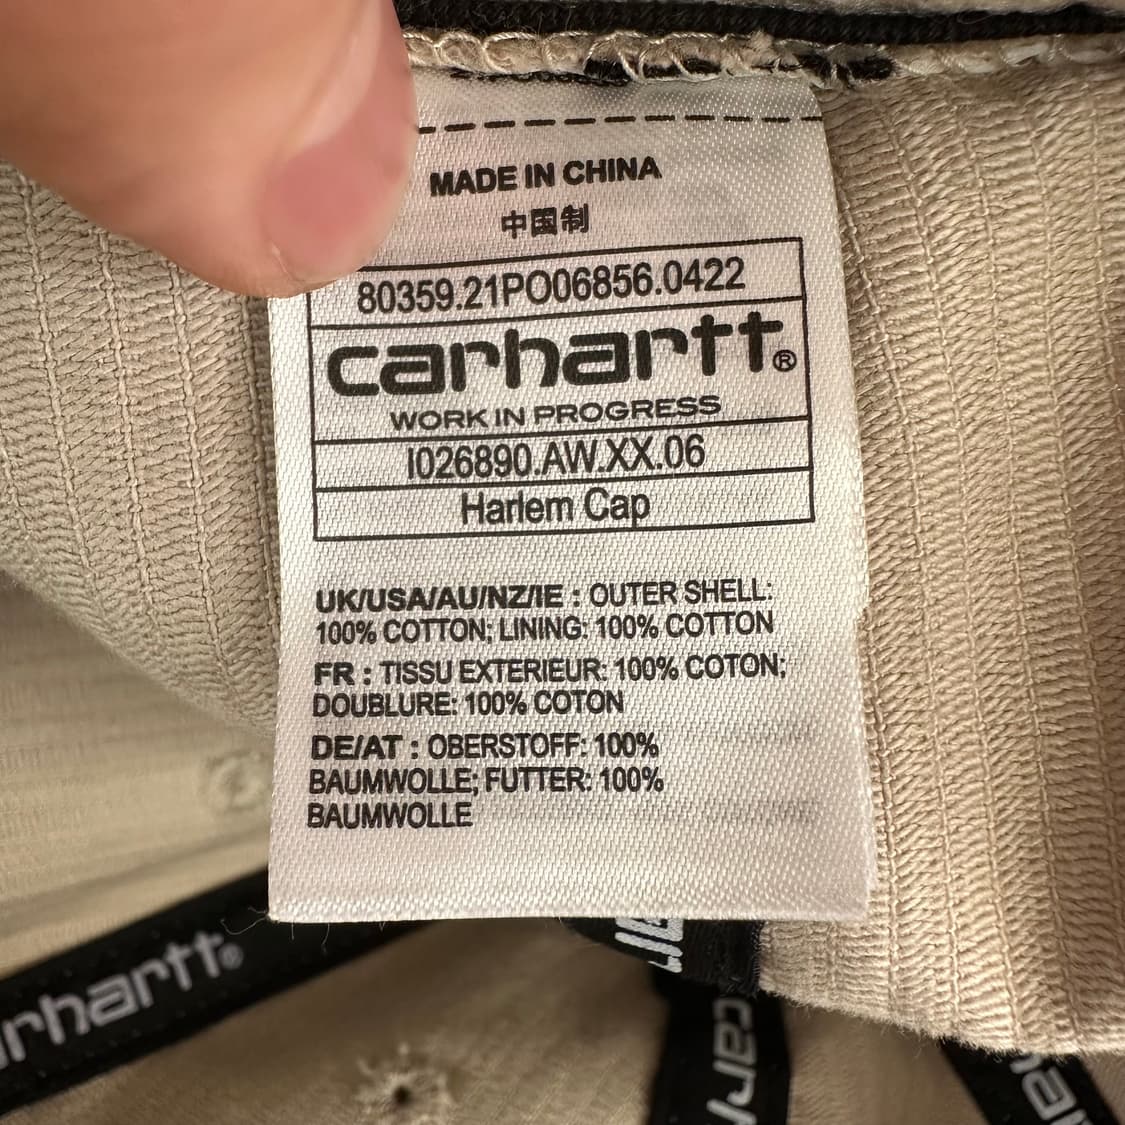 MADE IN CHINA
中国制
80359.21PO06856.0422
carhartt®
WORK IN PROGRESS
I026890.AW.XX.06
Harlem Cap
UK/USA/AU/NZ/IE : OUTER SHELL:
100% COTTON; LINING: 100% COTTON
FR : TISSU EXTERIEUR: 100% COTON;
DOUBLURE: 100% COTON
DE/AT : OBERSTOFF: 100%
BAUMWOLLE; FUTTER: 100%
BAUMWOLLE
arhartt®
carh